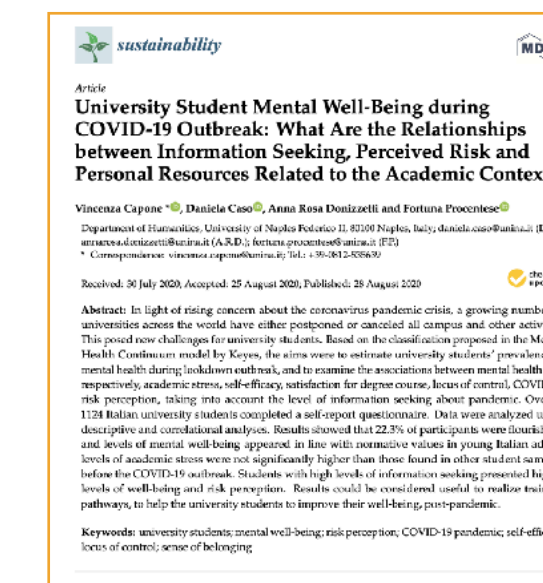 sustainability
MD
Article
University Student Mental Well-Being during
COVID-19 Outbreak: What Are the Relationships
between Information Seeking, Perceived Risk and
Personal Resources Related to the Academic Contex
Vincenza Capone *, Daniela Caso, Anna Rosa Donizzetti and Fortuna Procentese
Department of Humanities, University of Naples Federico II, 80100 Naples, Italy; daniela.caso@unina.it (D
annarosa.donizzetti@unina.it (A.R.D.); fortuna.procentese@unina.it (F.P.)
* Correspondence: vincenza.capone@unina.it; Tel.: +39-0812-535639
Received: 30 July 2020; Accepted: 25 August 2020; Published: 28 August 2020
che
upd
Abstract: In light of rising concern about the coronavirus pandemic crisis, a growing numbe
universities across the world have either postponed or canceled all campus and other activ
This posed new challenges for university students. Based on the classification proposed in the Me
Health Continuum model by Keyes, the aims were to estimate university students' prevalenc
mental health during lockdown outbreak, and to examine the associations between mental health
respectively, academic stress, self-efficacy, satisfaction for degree course, locus of control, COVI
risk perception, taking into account the level of information seeking about pandemic. Ove
1124 Italian university students completed a self-report questionnaire. Data were analyzed u
descriptive and correlational analyses. Results showed that 22.3% of participants were flourish
and levels of mental well-being appeared in line with normative values in young Italian ad
levels of academic stress were not significantly higher than those found in other student sam
before the COVID-19 outbreak. Students with high levels of information seeking presented hig
levels of well-being and risk perception. Results could be considered useful to realize train
pathways, to help the university students to improve their well-being, post-pandemic.
Keywords: university students; mental well-being; risk perception; COVID-19 pandemic; self-effic
locus of control; sense of belonging